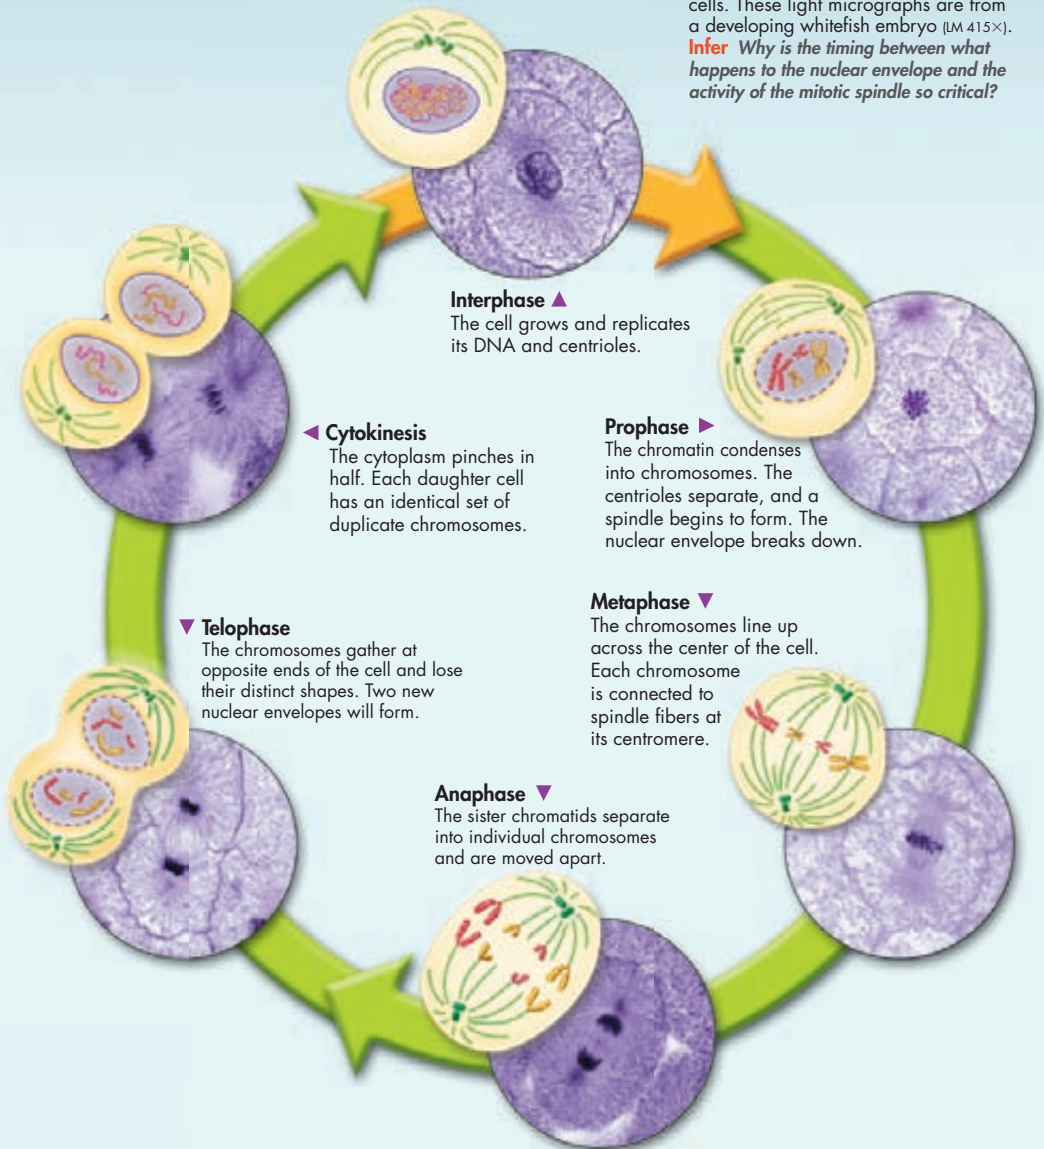 cells. These light micrographs are from
a developing whitefish embryo (LM 415×).
Infer Why is the timing between what
happens to the nuclear envelope and the
activity of the mitotic spindle so critical?
Interphase ▲
The cell grows and replicates
its DNA and centrioles.
Prophase ►
The chromatin condenses
into chromosomes. The
centrioles separate, and a
spindle begins to form. The
nuclear envelope breaks down.
Metaphase ▼
The chromosomes line up
across the center of the cell.
Each chromosome
is connected to
spindle fibers at
its centromere.
Anaphase ▼
The sister chromatids separate
into individual chromosomes
and are moved apart.
▼ Telophase
The chromosomes gather at
opposite ends of the cell and lose
their distinct shapes. Two new
nuclear envelopes will form.
◄ Cytokinesis
The cytoplasm pinches in
half. Each daughter cell
has an identical set of
duplicate chromosomes.